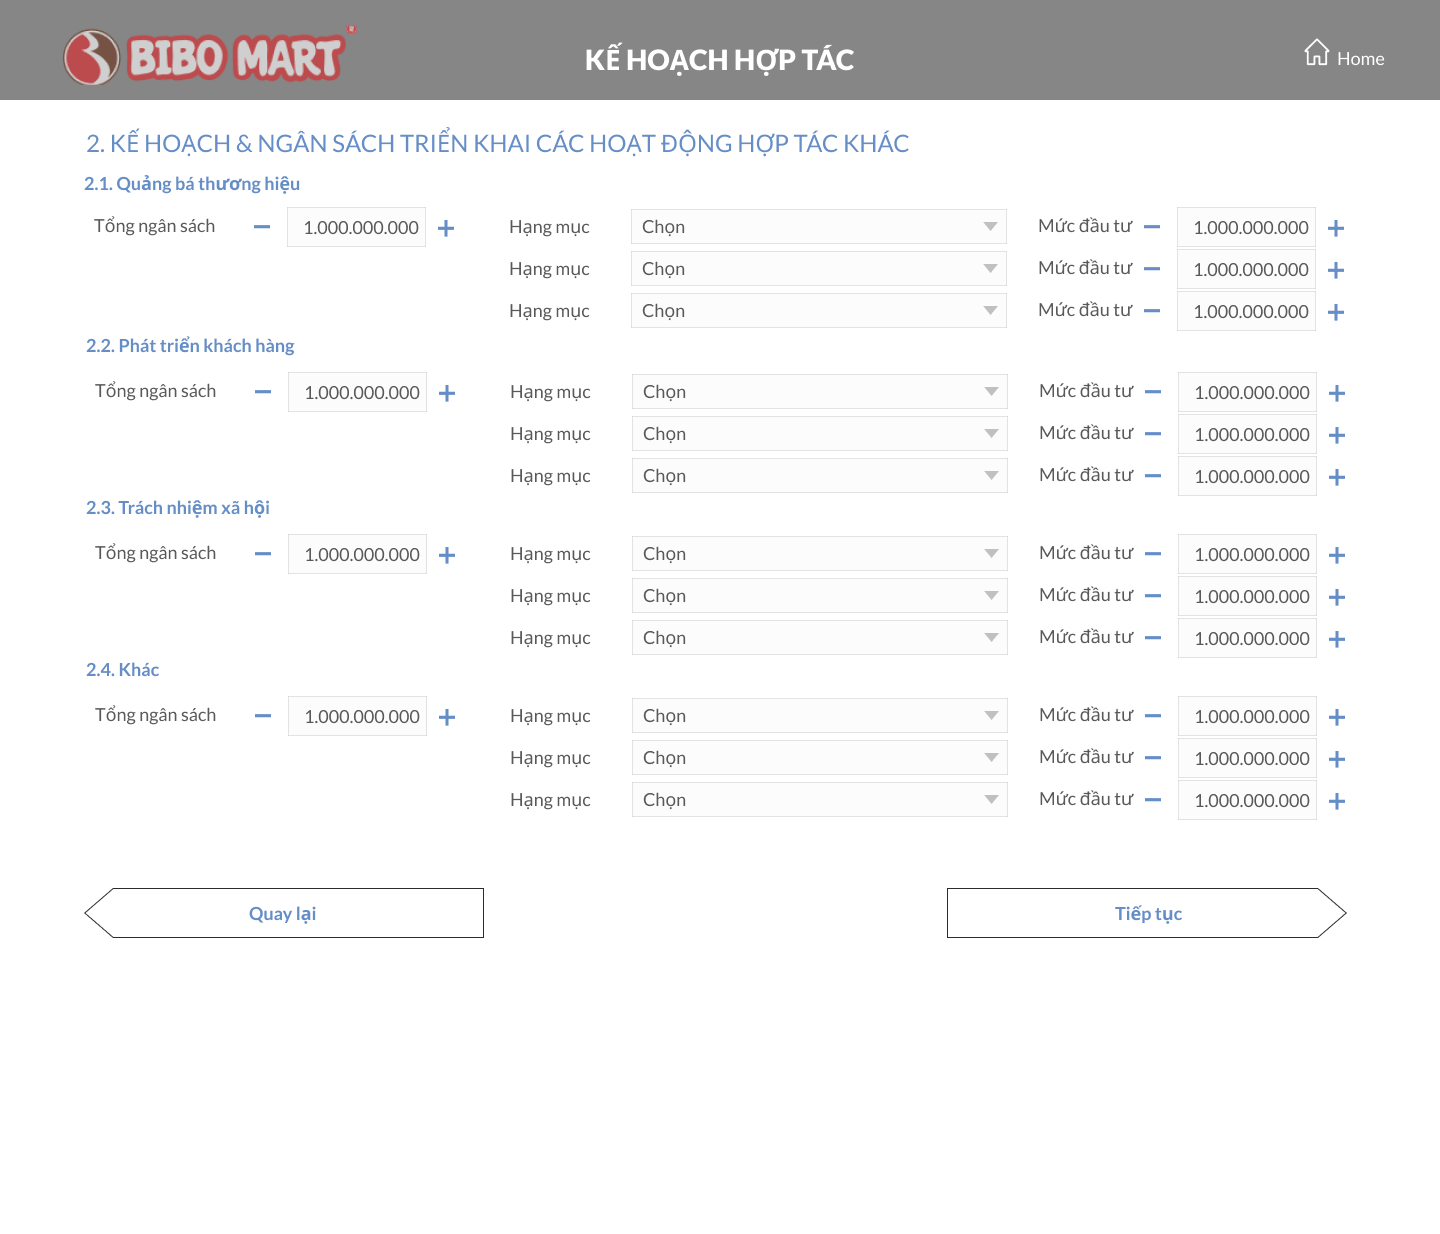 BIBO MART
KẾ HOẠCH HỢP TÁC
Home
2. KẾ HOẠCH & NGÂN SÁCH TRIỂN KHAI CÁC HOẠT ĐỘNG HỢP TÁC KHÁC
2.1. Quảng bá thương hiệu
Tổng ngân sách 1.000.000.000 Hạng mục Chọn Mức đầu tư 1.000.000.000
Hạng mục Chọn Mức đầu tư 1.000.000.000
Hạng mục Chọn Mức đầu tư 1.000.000.000
2.2. Phát triển khách hàng
Tổng ngân sách 1.000.000.000 Hạng mục Chọn Mức đầu tư 1.000.000.000
Hạng mục Chọn Mức đầu tư 1.000.000.000
Hạng mục Chọn Mức đầu tư 1.000.000.000
2.3. Trách nhiệm xã hội
Tổng ngân sách 1.000.000.000 Hạng mục Chọn Mức đầu tư 1.000.000.000
Hạng mục Chọn Mức đầu tư 1.000.000.000
Hạng mục Chọn Mức đầu tư 1.000.000.000
2.4. Khác
Tổng ngân sách 1.000.000.000 Hạng mục Chọn Mức đầu tư 1.000.000.000
Hạng mục Chọn Mức đầu tư 1.000.000.000
Hạng mục Chọn Mức đầu tư 1.000.000.000
Quay lại
Tiếp tục